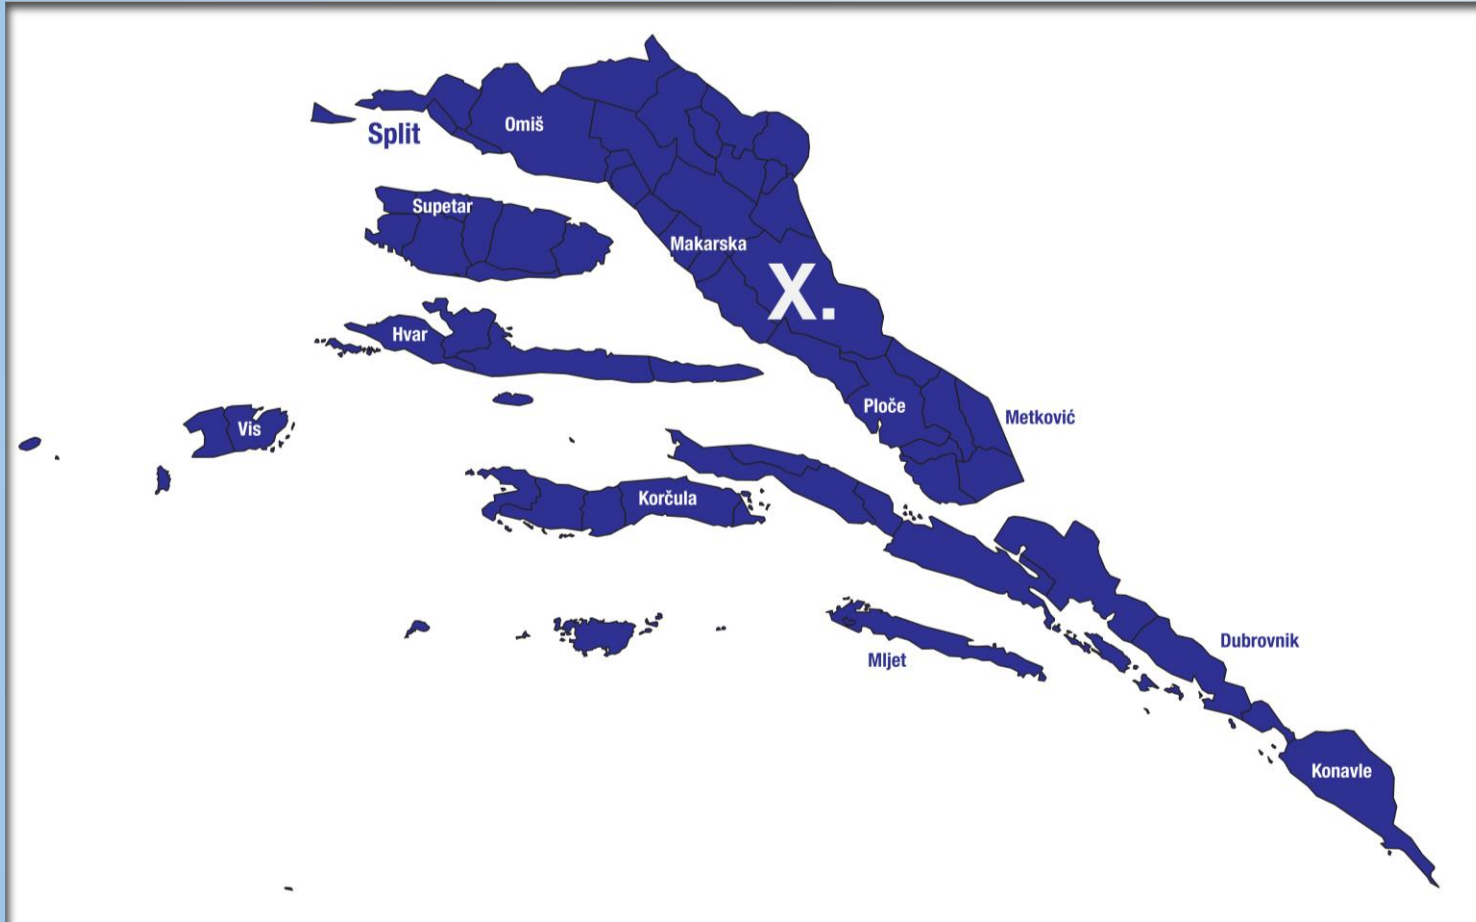 Omiš
Split
Supetar
Makarska
X.
Hvar
Ploče
Metković
Vis
Korčula
Dubrovnik
Mljet
Konavle